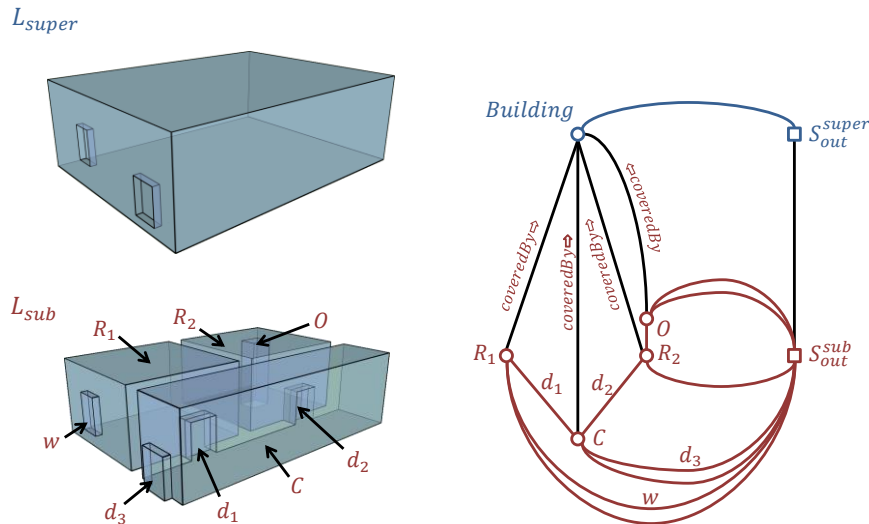 L_super
L_sub
R_1
R_2
O
w
d_3
d_1
C
d_2
Building
S_out^super
coveredBy⇨
coveredBy⇨
coveredBy⇨
⇦coveredBy
O
R_1
R_2
S_out^sub
d_1
d_2
C
d_3
w